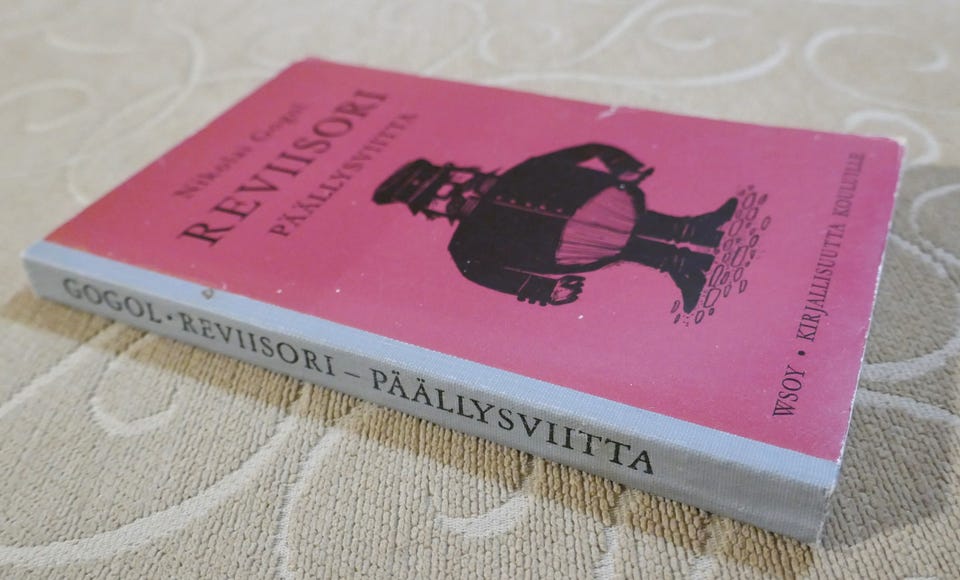 Nikolai Gogol
REVIISORI
PÄÄLLYSVIITTA
WSOY • KIRJALLISUUTTA KOULUILLE
GOGOL • REVIISORI – PÄÄLLYSVIITTA